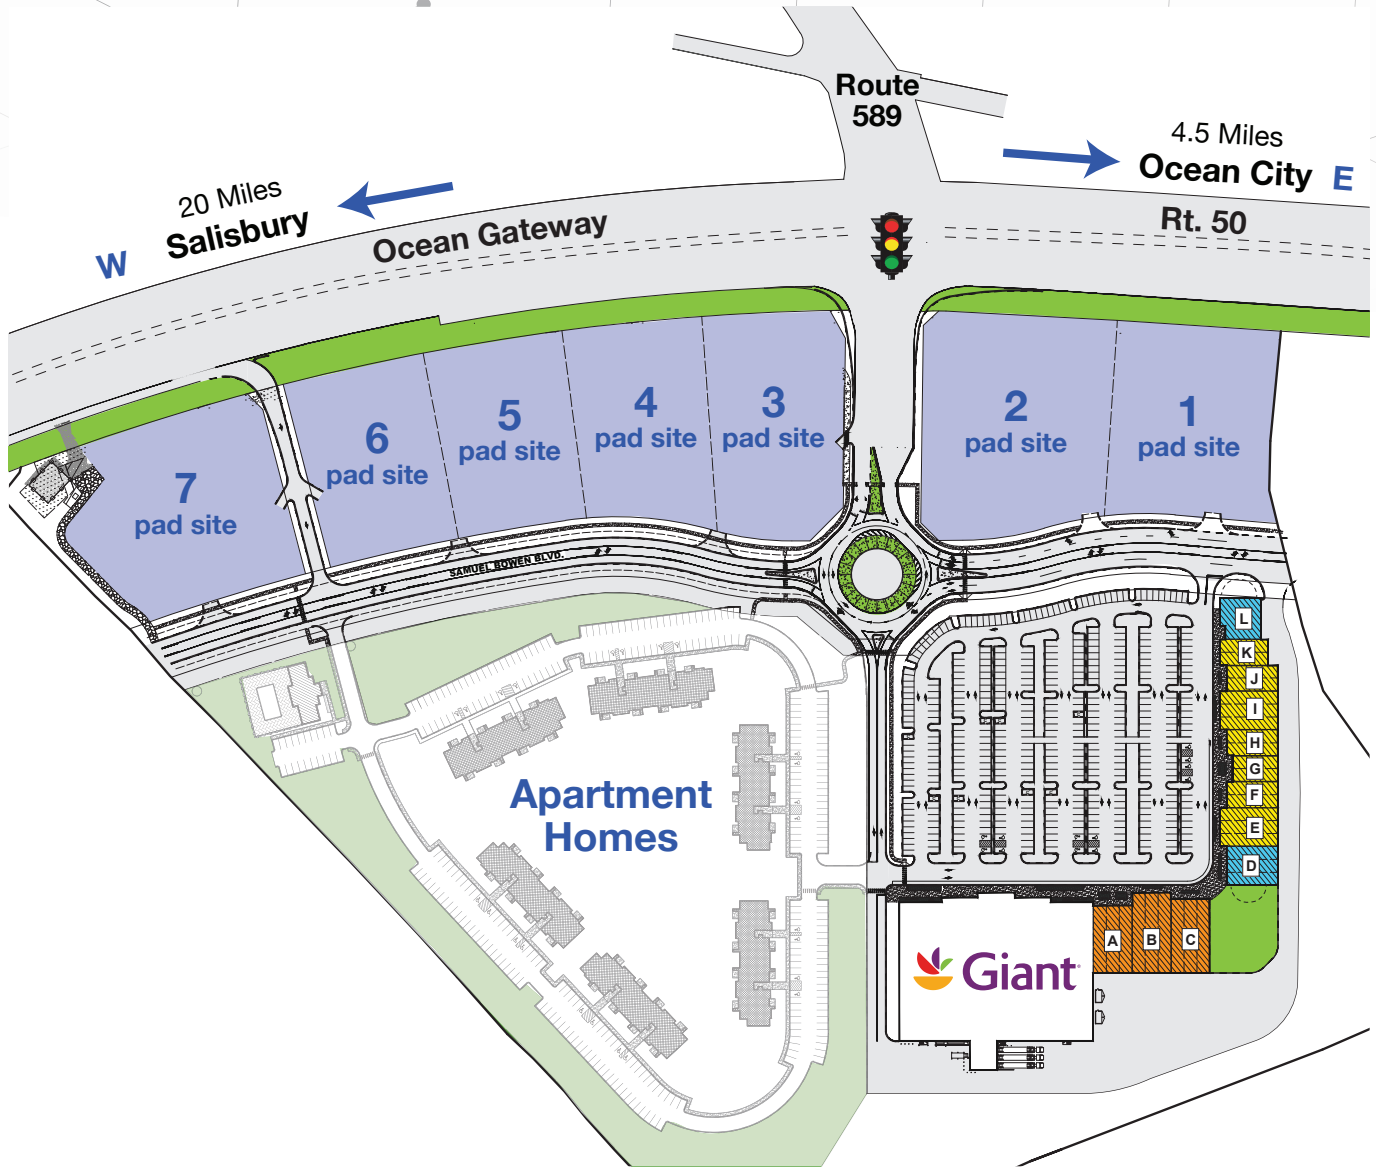 Route
589
4.5 Miles
Ocean City E
20 Miles
Salisbury
W
Ocean Gateway
Rt. 50
7
pad site
6
pad site
5
pad site
4
pad site
3
pad site
2
pad site
1
pad site
SAMUEL BOWEN BLVD.
Apartment
Homes
L
K
J
I
H
G
F
E
D
A
B
C
Giant